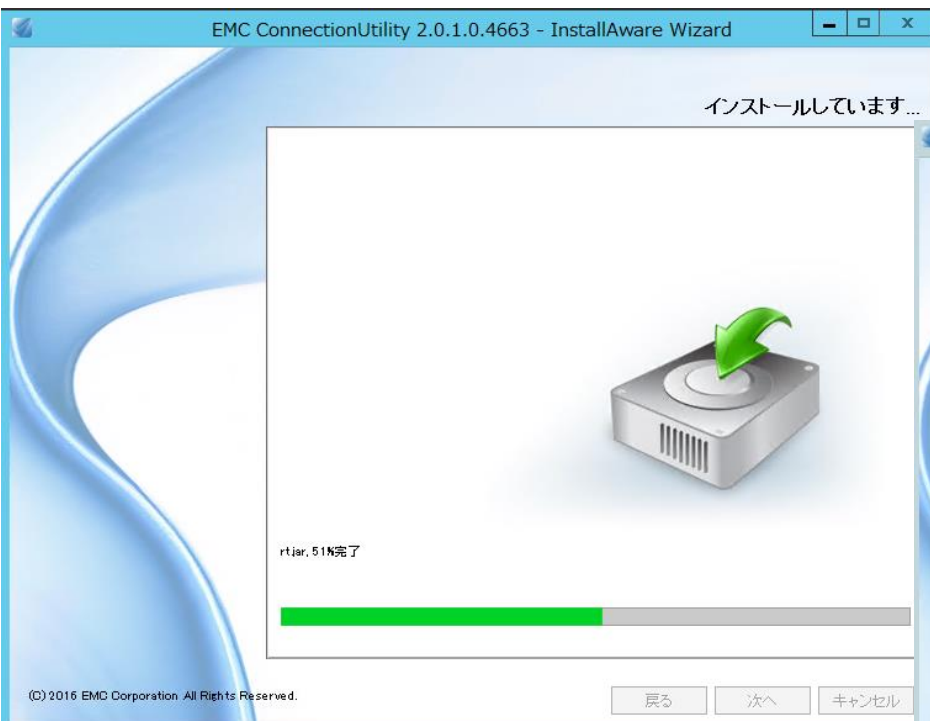 EMC ConnectionUtility 2.0.1.0.4663 - InstallAware Wizard
インストールしています...
rt.jar, 51%完了
(C) 2016 EMC Corporation All Rights Reserved.
戻る 次へ キャンセル